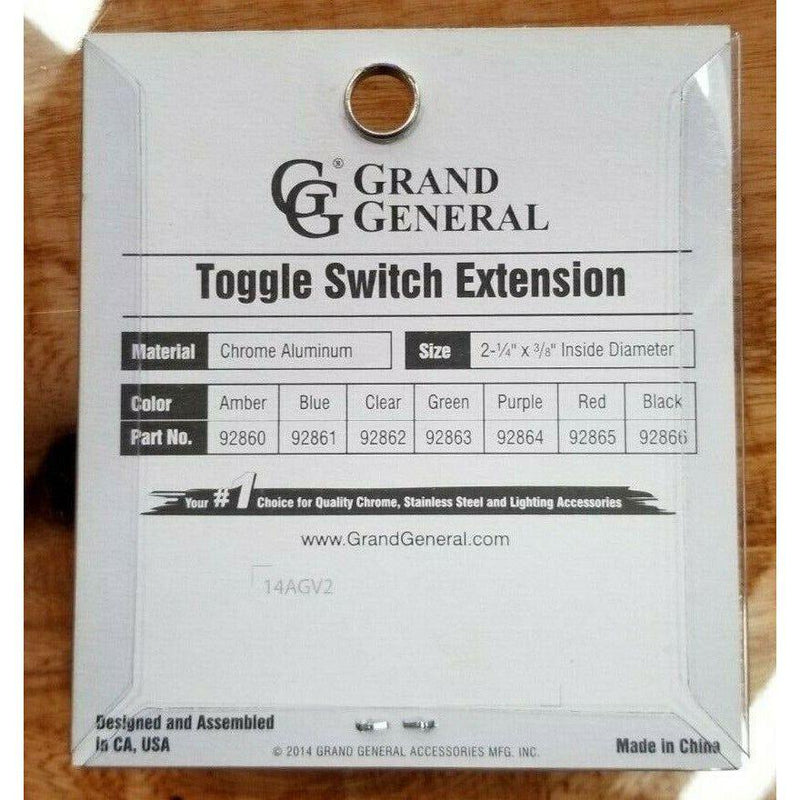 GG® GRAND
GENERAL
Toggle Switch Extension
Material Chrome Aluminum Size 2-1/4" x 3/8" Inside Diameter
Color Amber Blue Clear Green Purple Red Black
Part No. 92860 92861 92862 92863 92864 92865 92866
Your #1 Choice for Quality Chrome, Stainless Steel and Lighting Accessories
www.GrandGeneral.com
14AGV2
Designed and Assembled
in CA, USA
© 2014 GRAND GENERAL ACCESSORIES MFG. INC.
Made in China